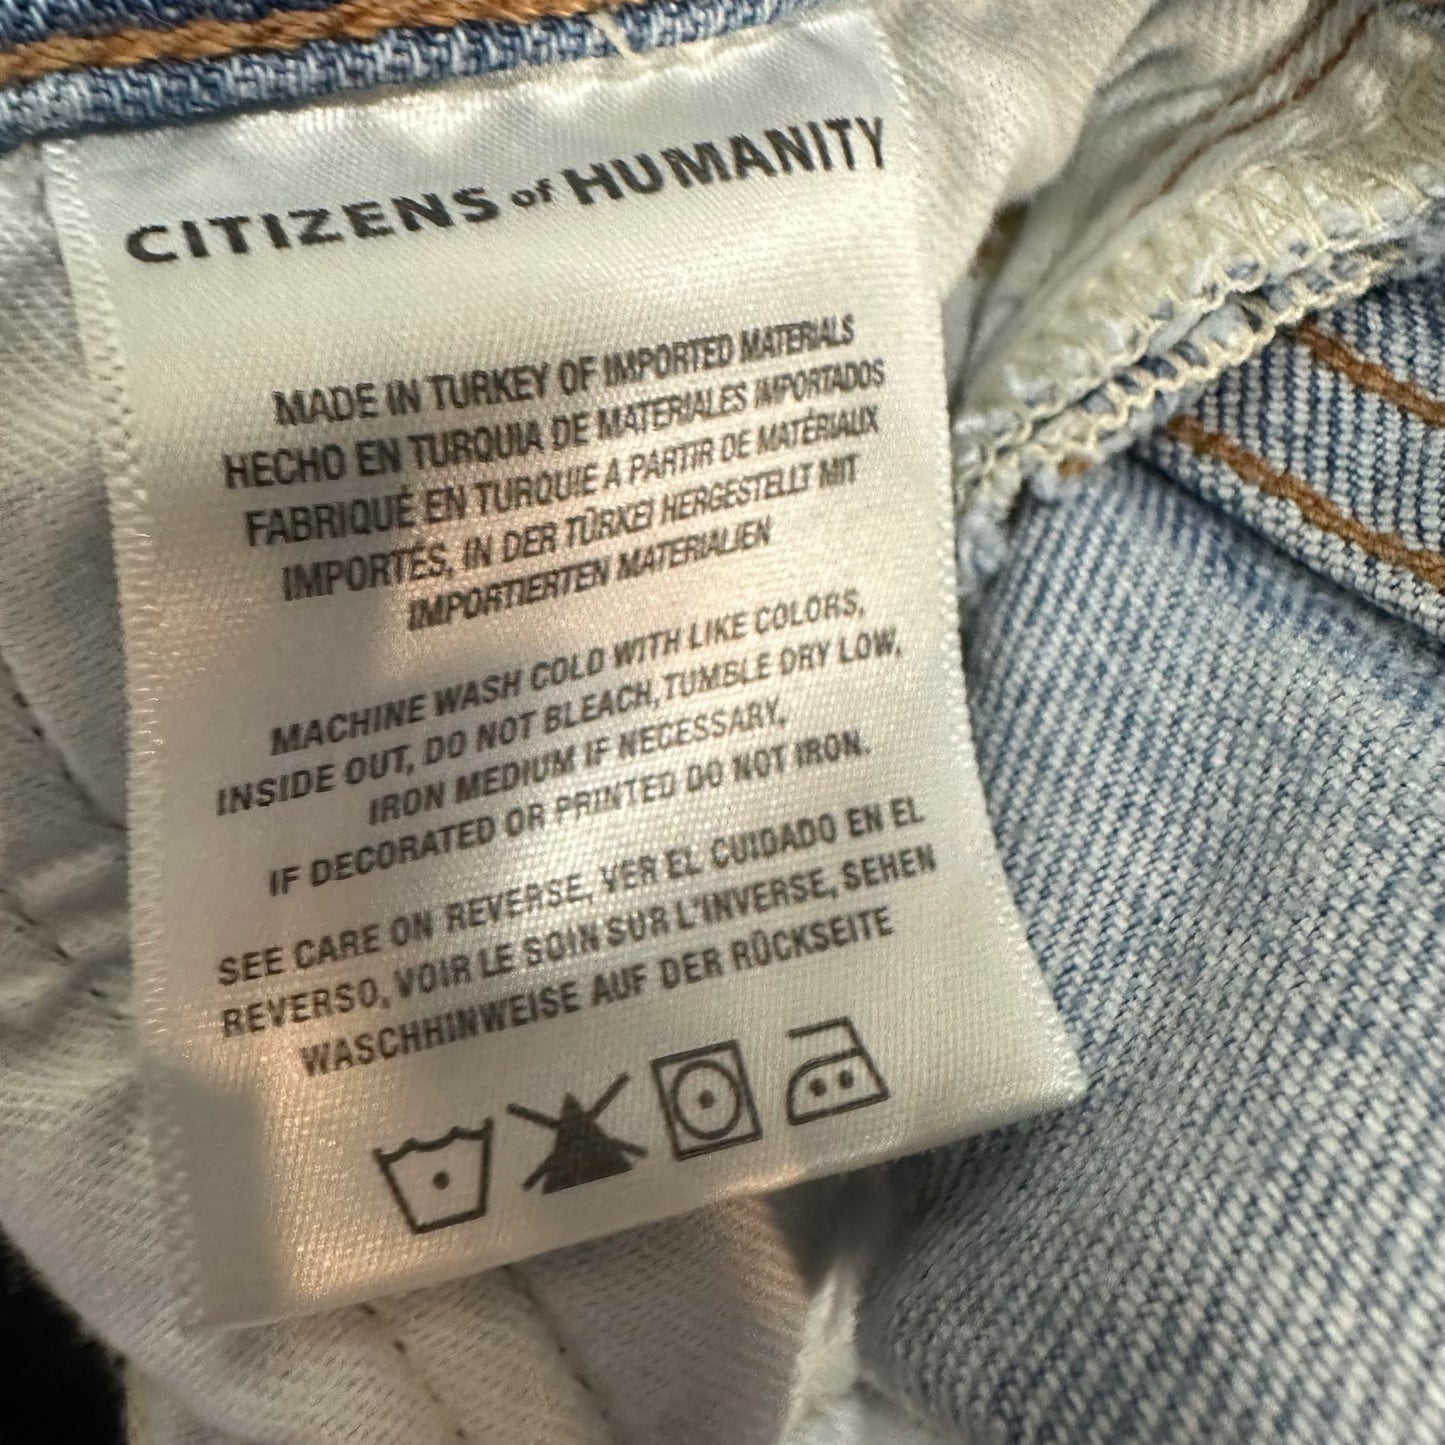 CITIZENS of HUMANITY
MADE IN TURKEY OF IMPORTED MATERIALS
HECHO EN TURQUIA DE MATERIALES IMPORTADOS
FABRIQUÉ EN TURQUIE A PARTIR DE MATÉRIAUX
IMPORTÉS, IN DER TÜRKEI HERGESTELLT MIT
IMPORTIERTEN MATERIALIEN
MACHINE WASH COLD WITH LIKE COLORS,
INSIDE OUT, DO NOT BLEACH, TUMBLE DRY LOW,
IRON MEDIUM IF NECESSARY,
IF DECORATED OR PRINTED DO NOT IRON.
SEE CARE ON REVERSE, VER EL CUIDADO EN EL
REVERSO, VOIR LE SOIN SUR L'INVERSE, SEHEN
WASCHHINWEISE AUF DER RÜCKSEITE